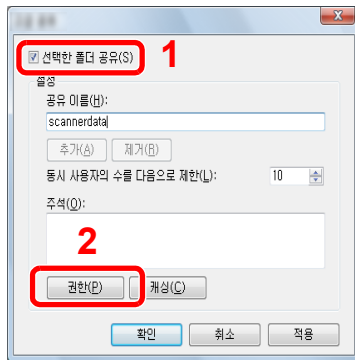 1
선택한 폴더 공유(S)
설정
공유 이름(H):
scannerdata
추가(A) 제거(R)
동시 사용자의 수를 다음으로 제한(L): 10
주석(O):
2
권한(P) 캐싱(C)
확인 취소 적용